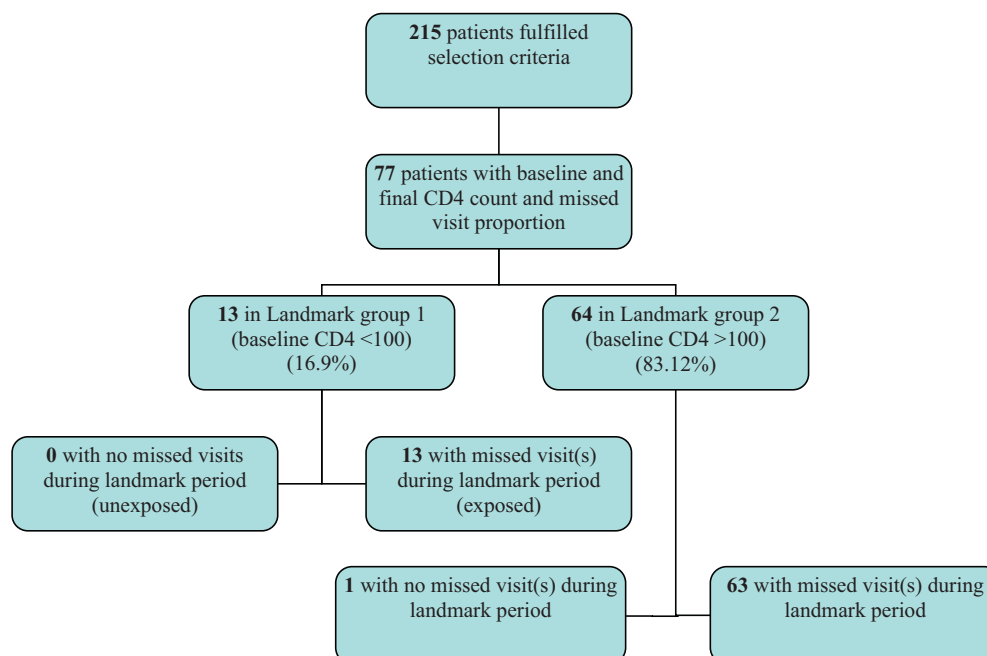 215 patients fulfilled
selection criteria
77 patients with baseline and
final CD4 count and missed
visit proportion
13 in Landmark group 1
(baseline CD4 <100)
(16.9%)
64 in Landmark group 2
(baseline CD4 >100)
(83.12%)
0 with no missed visits
during landmark period
(unexposed)
13 with missed visit(s)
during landmark period
(exposed)
1 with no missed visit(s) during
landmark period
63 with missed visit(s) during
landmark period